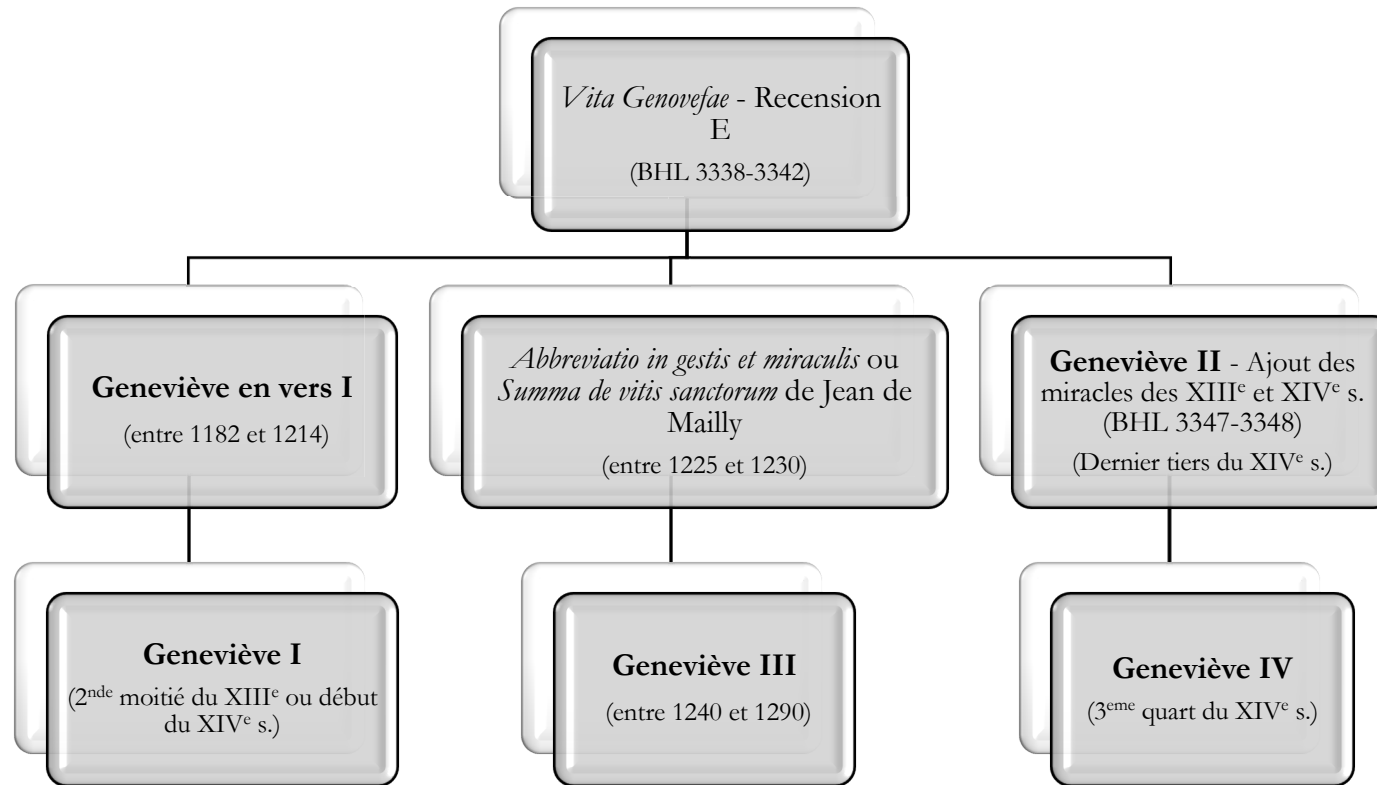 Vita Genovefae - Recension
E
(BHL 3338-3342)
Geneviève en vers I
(entre 1182 et 1214)
Abbreviatio in gestis et miraculis ou
Summa de vitis sanctorum de Jean de
Mailly
(entre 1225 et 1230)
Geneviève II - Ajout des
miracles des XIIIe et XIVe s.
(BHL 3347-3348)
(Dernier tiers du XIVe s.)
Geneviève I
(2nde moitié du XIIIe ou début
du XIVe s.)
Geneviève III
(entre 1240 et 1290)
Geneviève IV
(3eme quart du XIVe s.)